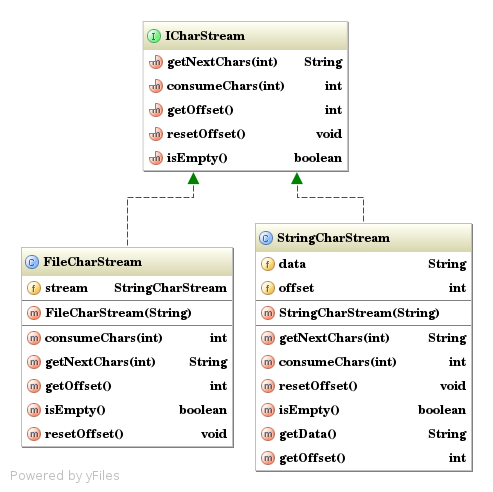 I ICharStream
m getNextChars(int) String
m consumeChars(int) int
m getOffset() int
m resetOffset() void
m isEmpty() boolean
C FileCharStream
f stream StringCharStream
m FileCharStream(String)
m consumeChars(int) int
m getNextChars(int) String
m getOffset() int
m isEmpty() boolean
m resetOffset() void
C StringCharStream
f data String
f offset int
m StringCharStream(String)
m getNextChars(int) String
m consumeChars(int) int
m resetOffset() void
m isEmpty() boolean
m getData() String
m getOffset() int
Powered by yFiles